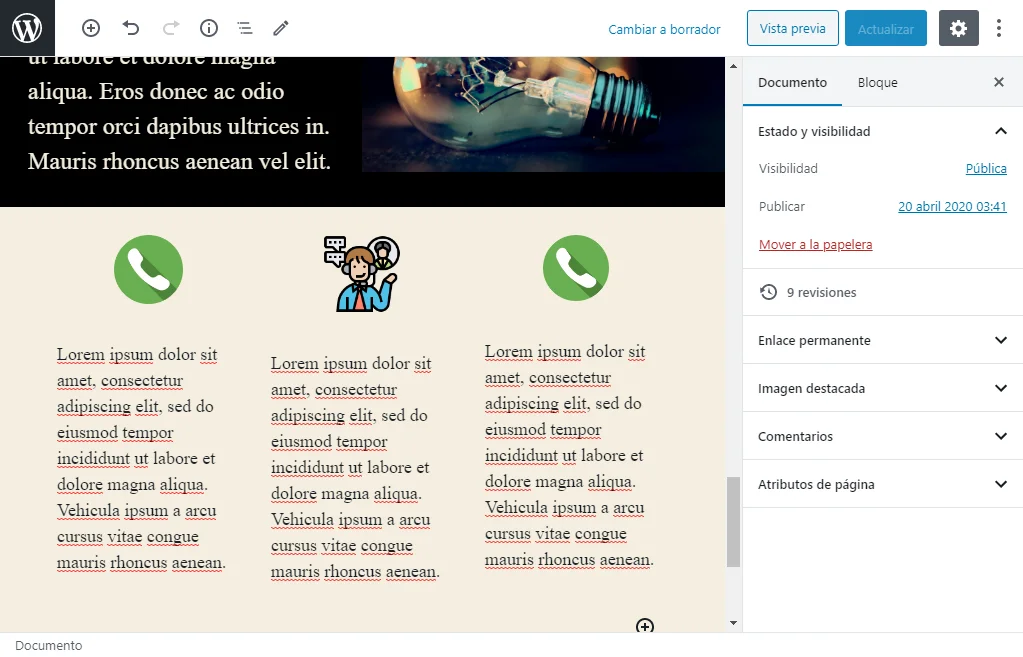 Cambiar a borrador
Vista previa
Actualizar
ut labore et dolore magna
aliqua. Eros donec ac odio
tempor orci dapibus ultrices in.
Mauris rhoncus aenean vel elit.
Lorem ipsum dolor sit
amet, consectetur
adipiscing elit, sed do
eiusmod tempor
incididunt ut labore et
dolore magna aliqua.
Vehicula ipsum a arcu
cursus vitae congue
mauris rhoncus aenean.
Lorem ipsum dolor sit
amet, consectetur
adipiscing elit, sed do
eiusmod tempor
incididunt ut labore et
dolore magna aliqua.
Vehicula ipsum a arcu
cursus vitae congue
mauris rhoncus aenean.
Lorem ipsum dolor sit
amet, consectetur
adipiscing elit, sed do
eiusmod tempor
incididunt ut labore et
dolore magna aliqua.
Vehicula ipsum a arcu
cursus vitae congue
mauris rhoncus aenean.
Documento Bloque
Estado y visibilidad
Visibilidad Pública
Publicar 20 abril 2020 03:41
Mover a la papelera
9 revisiones
Enlace permanente
Imagen destacada
Comentarios
Atributos de página
Documento